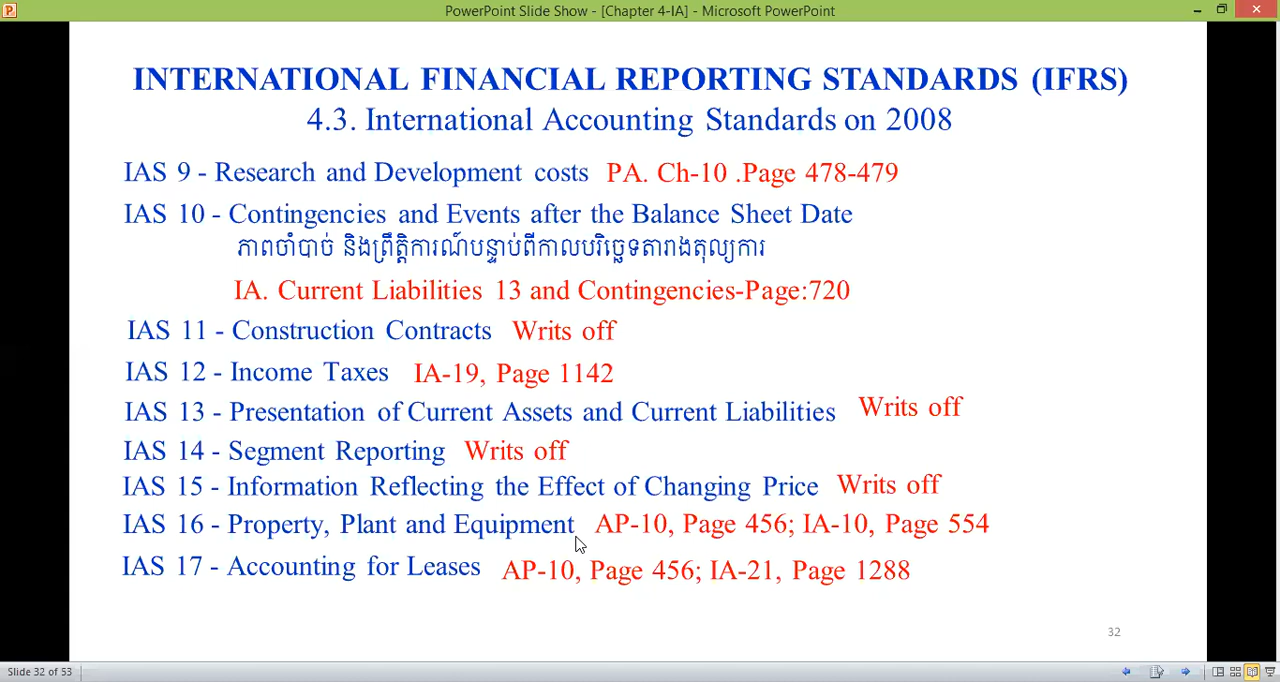 PowerPoint Slide Show - [Chapter 4-IA] - Microsoft PowerPoint
INTERNATIONAL FINANCIAL REPORTING STANDARDS (IFRS)
4.3. International Accounting Standards on 2008
IAS 9 - Research and Development costs PA. Ch-10 .Page 478-479
IAS 10 - Contingencies and Events after the Balance Sheet Date
ភាពចាំបាច់ និងព្រឹត្តិការណ៍បន្ទាប់ពីកាលបរិច្ឆេទតារាងតុល្យការ
IA. Current Liabilities 13 and Contingencies-Page:720
IAS 11 - Construction Contracts Writs off
IAS 12 - Income Taxes IA-19, Page 1142
IAS 13 - Presentation of Current Assets and Current Liabilities Writs off
IAS 14 - Segment Reporting Writs off
IAS 15 - Information Reflecting the Effect of Changing Price Writs off
IAS 16 - Property, Plant and Equipment AP-10, Page 456; IA-10, Page 554
IAS 17 - Accounting for Leases AP-10, Page 456; IA-21, Page 1288
32
Slide 32 of 53